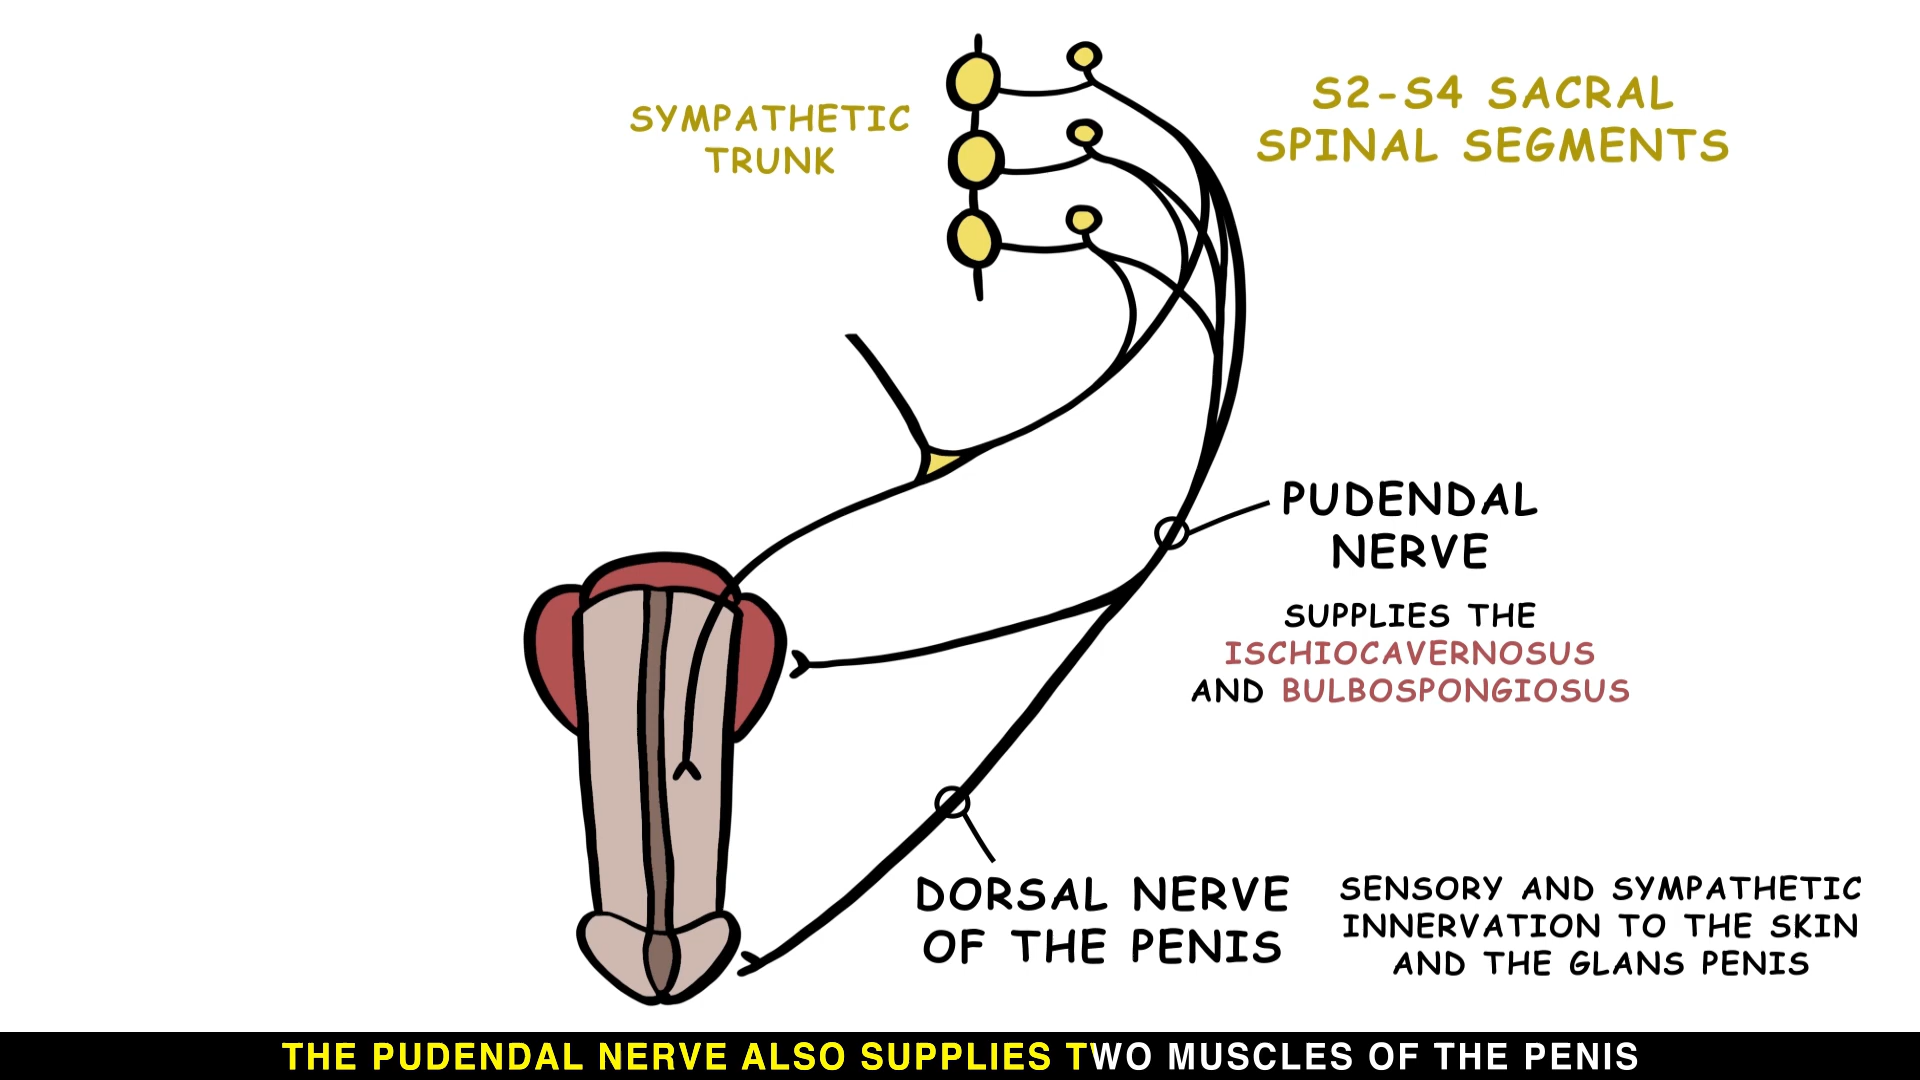 SYMPATHETIC
TRUNK
S2-S4 SACRAL
SPINAL SEGMENTS
PUDENDAL
NERVE
SUPPLIES THE
ISCHIOCAVERNOSUS
AND BULBOSPONGIOSUS
DORSAL NERVE
OF THE PENIS
SENSORY AND SYMPATHETIC
INNERVATION TO THE SKIN
AND THE GLANS PENIS
THE PUDENDAL NERVE ALSO SUPPLIES TWO MUSCLES OF THE PENIS